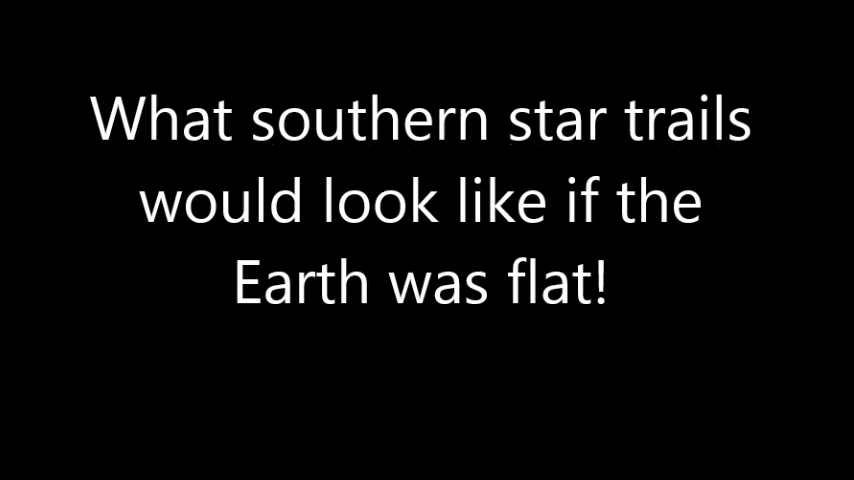 What southern star trails
would look like if the
Earth was flat!